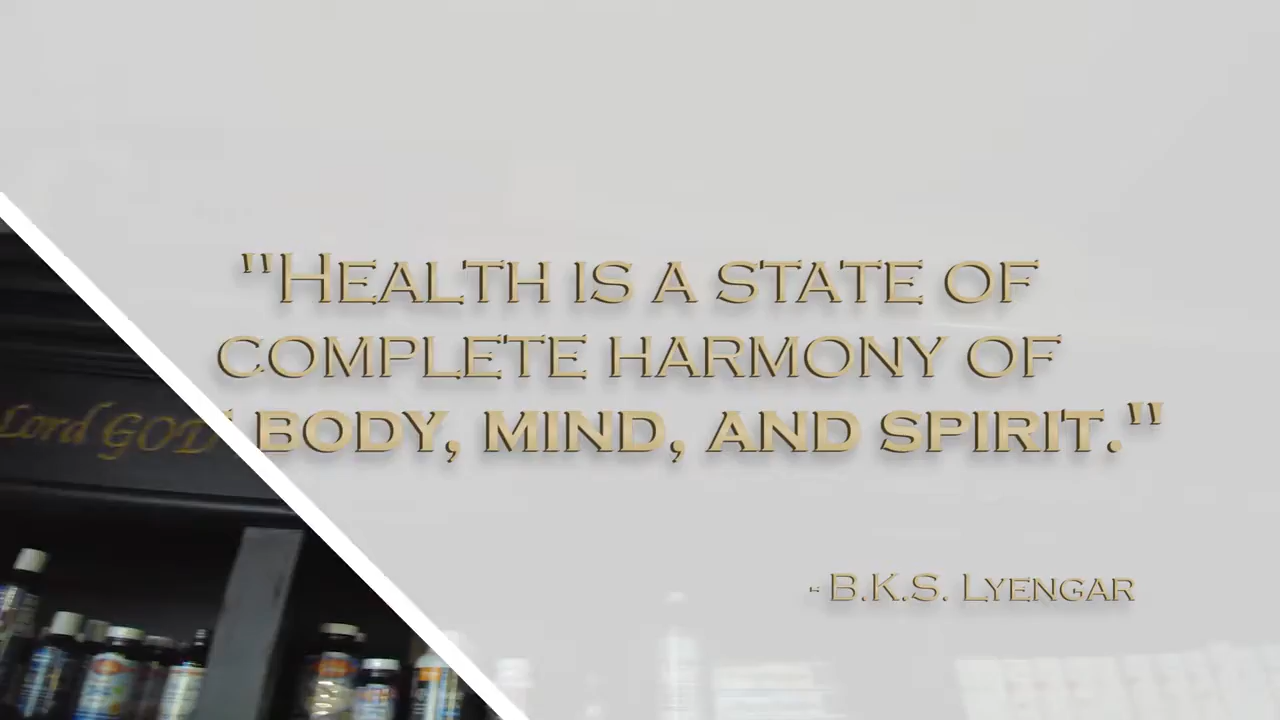 "HEALTH IS A STATE OF
COMPLETE HARMONY OF
BODY, MIND, AND SPIRIT."
Lord GOD
- B.K.S. LYENGAR